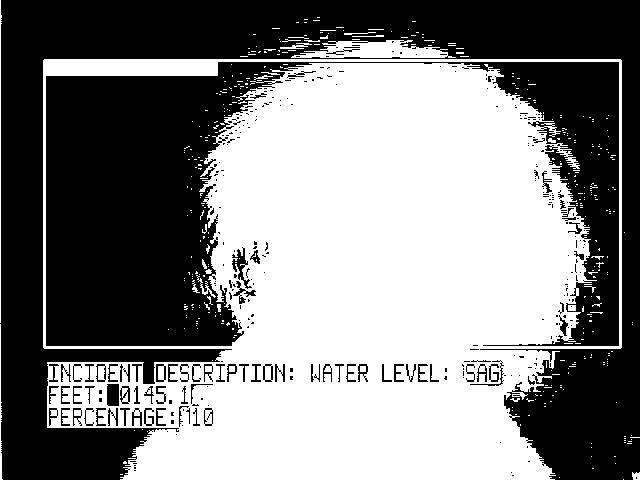 INCIDENT DESCRIPTION: WATER LEVEL: SAG
FEET: 0145.1
PERCENTAGE: 10